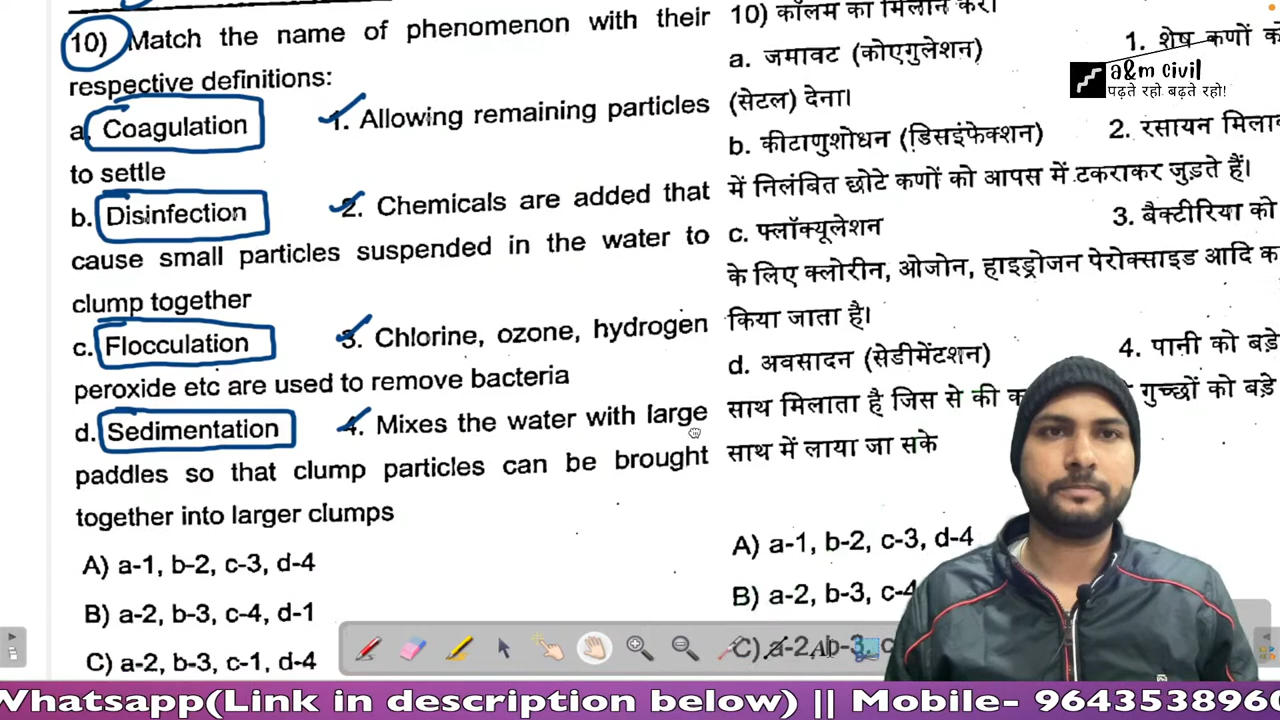 10) Match the name of phenomenon with their
respective definitions:
a. Coagulation 1. Allowing remaining particles
to settle
b. Disinfection 2. Chemicals are added that
cause small particles suspended in the water to
clump together
c. Flocculation 3. Chlorine, ozone, hydrogen
peroxide etc are used to remove bacteria
d. Sedimentation 4. Mixes the water with large
paddles so that clump particles can be brought
together into larger clumps
A) a-1, b-2, c-3, d-4
B) a-2, b-3, c-4, d-1
C) a-2, b-3, c-1, d-4
10) कॉलम का मिलान करें।
a. जमावट (कोएगुलेशन) 1. शेष कणों को
(सेटल) देना।
b. कीटाणुशोधन (डिसइंफेक्शन) 2. रसायन
में निलंबित छोटे कणों को आपस में टकराकर जुड़ते हैं।
c. फ्लॉक्यूलेशन 3. बैक्टीरिया को
के लिए क्लोरीन, ओजोन, हाइड्रोजन पेरोक्साइड आदि
किया जाता है।
d. अवसादन (सेडीमेंटशन) 4. पानी को बड़े
साथ मिलाता है जिस से की गुच्छों को बड़े
साथ में लाया जा सके
A) a-1, b-2, c-3, d-4
B) a-2, b-3, c-4
C) a-2, b-3, c
a&m civil
पढ़ते रहो बढ़ते रहो!
Whatsapp(Link in description below) || Mobile- 9643538960